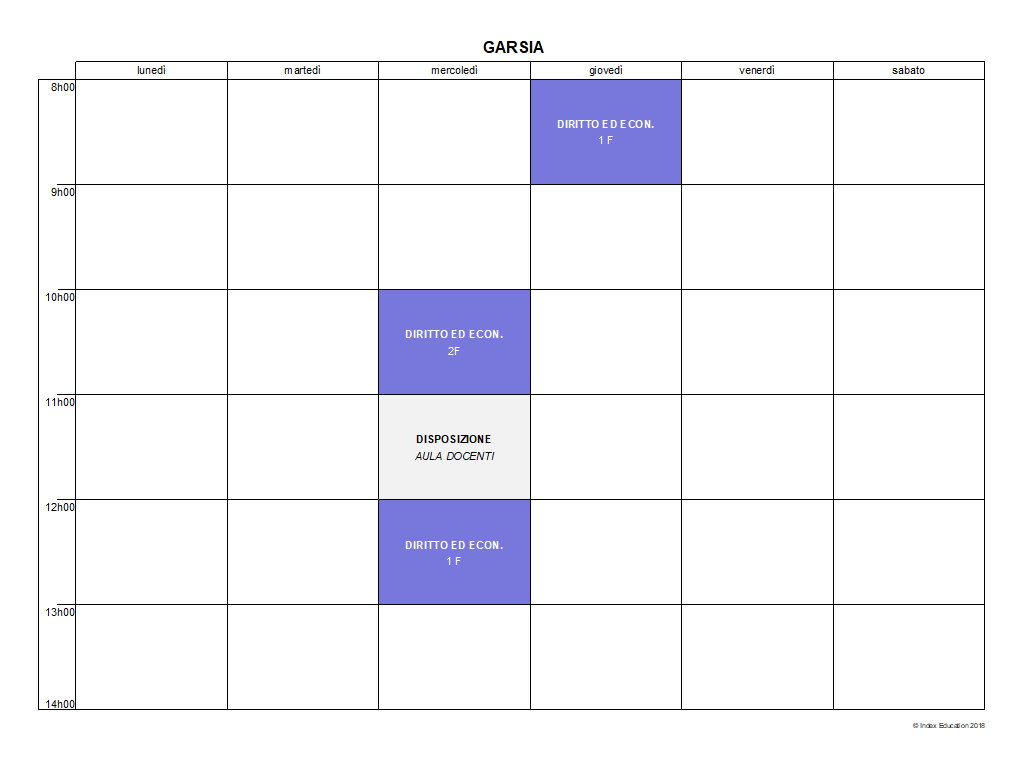 GARSIA
lunedì martedì mercoledì giovedì venerdì sabato
8h00
DIRITTO ED ECON.
1 F
9h00
10h00
DIRITTO ED ECON.
2F
11h00
DISPOSIZIONE
AULA DOCENTI
12h00
DIRITTO ED ECON.
1 F
13h00
14h00
© Index Education 2018